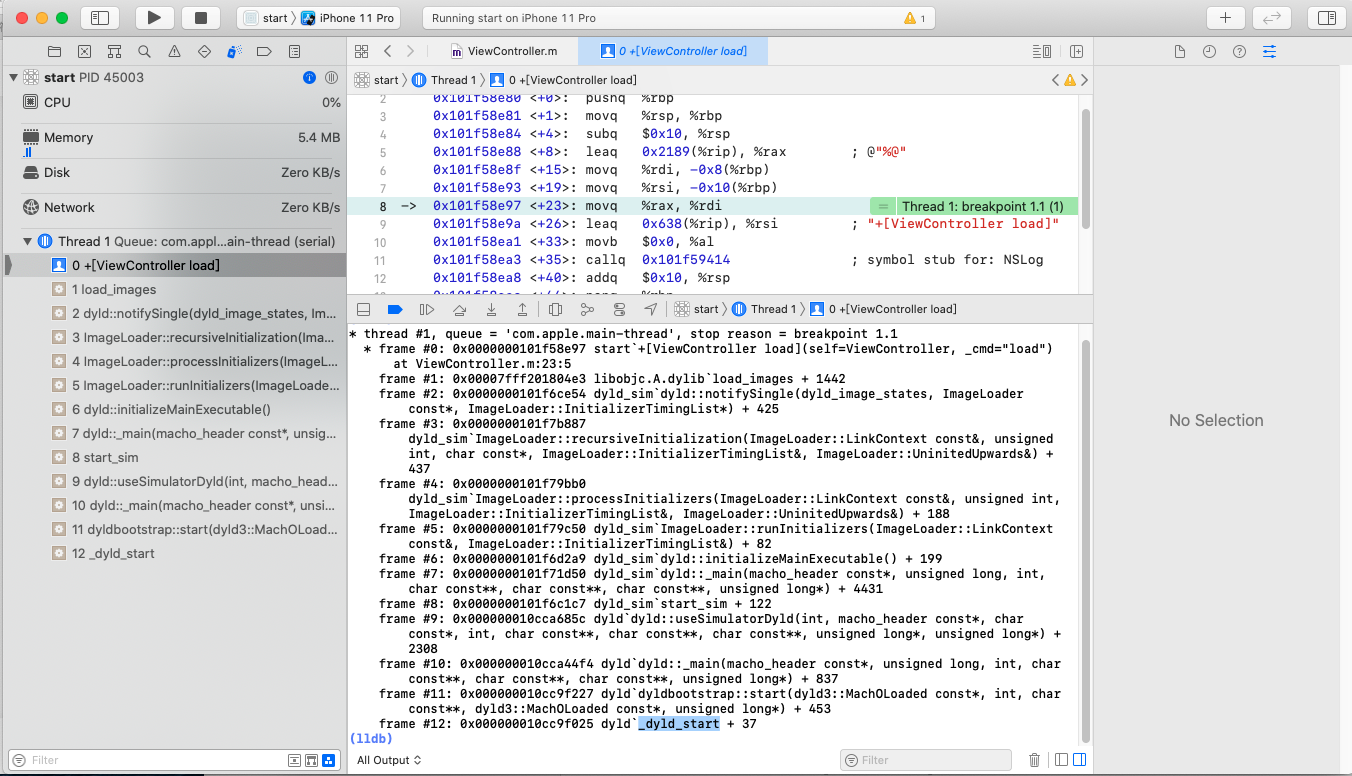 start
iPhone 11 Pro
Running start on iPhone 11 Pro
1
ViewController.m
0 +[ViewController load]
start PID 45003
CPU
0%
Memory
5.4 MB
Disk
Zero KB/s
Network
Zero KB/s
Thread 1 Queue: com.appl...ain-thread (serial)
0 +[ViewController load]
1 load_images
2 dyld::notifySingle(dyld_image_states, Im...
3 ImageLoader::recursiveInitialization(Ima...
4 ImageLoader::processInitializers(ImageL...
5 ImageLoader::runInitializers(ImageLoade...
6 dyld::initializeMainExecutable()
7 dyld::_main(macho_header const*, unsig...
8 start_sim
9 dyld::useSimulatorDyld(int, macho_head...
10 dyld::_main(macho_header const*, unsi...
11 dyldbootstrap::start(dyld3::MachOLoad...
12 _dyld_start
Filter
start
Thread 1
0 +[ViewController load]
2 0x101f58e80 <+0>: pushq %rbp
3 0x101f58e81 <+1>: movq %rsp, %rbp
4 0x101f58e84 <+4>: subq $0x10, %rsp
5 0x101f58e88 <+8>: leaq 0x2189(%rip), %rax ; @"%@"
6 0x101f58e8f <+15>: movq %rdi, -0x8(%rbp)
7 0x101f58e93 <+19>: movq %rsi, -0x10(%rbp)
8 -> 0x101f58e97 <+23>: movq %rax, %rdi = Thread 1: breakpoint 1.1 (1)
9 0x101f58e9a <+26>: leaq 0x638(%rip), %rsi ; "+[ViewController load]"
10 0x101f58ea1 <+33>: movb $0x0, %al
11 0x101f58ea3 <+35>: callq 0x101f59414 ; symbol stub for: NSLog
12 0x101f58ea8 <+40>: addq $0x10, %rsp
start
Thread 1
0 +[ViewController load]
* thread #1, queue = 'com.apple.main-thread', stop reason = breakpoint 1.1
* frame #0: 0x0000000101f58e97 start`+[ViewController load](self=ViewController, _cmd="load")
at ViewController.m:23:5
frame #1: 0x00007fff201804e3 libobjc.A.dylib`load_images + 1442
frame #2: 0x0000000101f6ce54 dyld_sim`dyld::notifySingle(dyld_image_states, ImageLoader
const*, ImageLoader::InitializerTimingList*) + 425
frame #3: 0x0000000101f7b887
dyld_sim`ImageLoader::recursiveInitialization(ImageLoader::LinkContext const&, unsigned
int, char const*, ImageLoader::InitializerTimingList&, ImageLoader::UninitedUpwards&) +
437
frame #4: 0x0000000101f79bb0
dyld_sim`ImageLoader::processInitializers(ImageLoader::LinkContext const&, unsigned int,
ImageLoader::InitializerTimingList&, ImageLoader::UninitedUpwards&) + 188
frame #5: 0x0000000101f79c50 dyld_sim`ImageLoader::runInitializers(ImageLoader::LinkContext
const&, ImageLoader::InitializerTimingList&) + 82
frame #6: 0x0000000101f6d2a9 dyld_sim`dyld::initializeMainExecutable() + 199
frame #7: 0x0000000101f71d50 dyld_sim`dyld::_main(macho_header const*, unsigned long, int,
char const**, char const**, char const**, unsigned long*) + 4431
frame #8: 0x0000000101f6c1c7 dyld_sim`start_sim + 122
frame #9: 0x000000010cca685c dyld`dyld::useSimulatorDyld(int, macho_header const*, char
const*, int, char const**, char const**, char const**, unsigned long*, unsigned long*) +
2308
frame #10: 0x000000010cca44f4 dyld`dyld::_main(macho_header const*, unsigned long, int, char
const**, char const**, char const**, unsigned long*) + 837
frame #11: 0x000000010cc9f227 dyld`dyldbootstrap::start(dyld3::MachOLoaded const*, int, char
const**, dyld3::MachOLoaded const*, unsigned long*) + 453
frame #12: 0x000000010cc9f025 dyld`_dyld_start + 37
(lldb)
All Output
Filter
No Selection